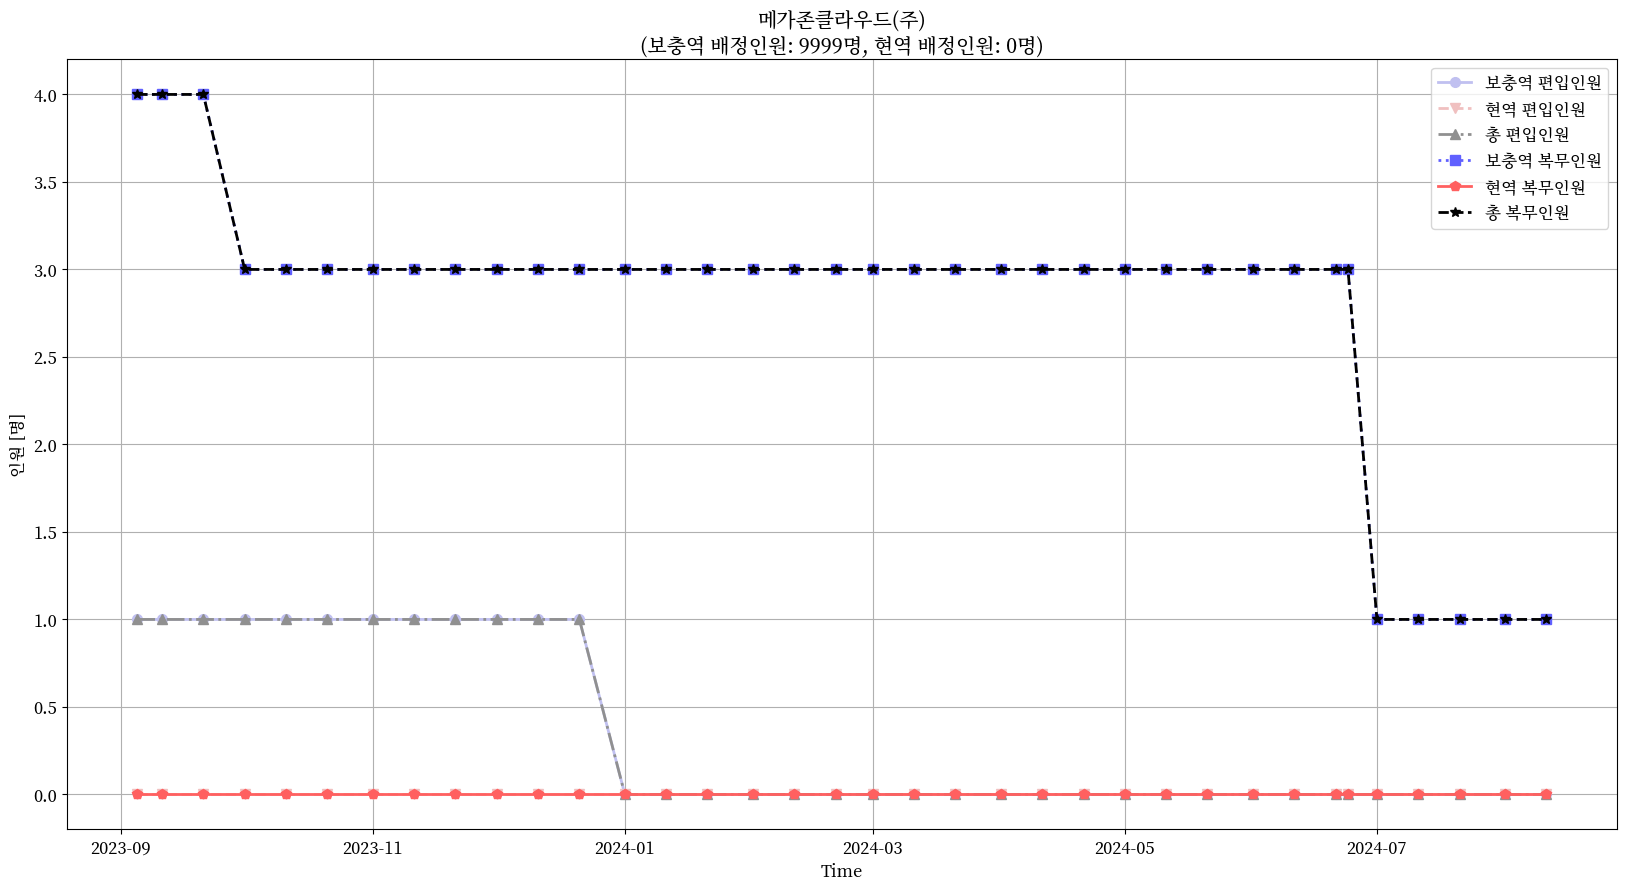 메가존클라우드(주)
(보충역 배정인원: 9999명, 현역 배정인원: 0명)
보충역 편입인원
현역 편입인원
총 편입인원
보충역 복무인원
현역 복무인원
총 복무인원
인원 [명]
4.0
3.5
3.0
2.5
2.0
1.5
1.0
0.5
0.0
2023-09
2023-11
2024-01
2024-03
2024-05
2024-07
Time